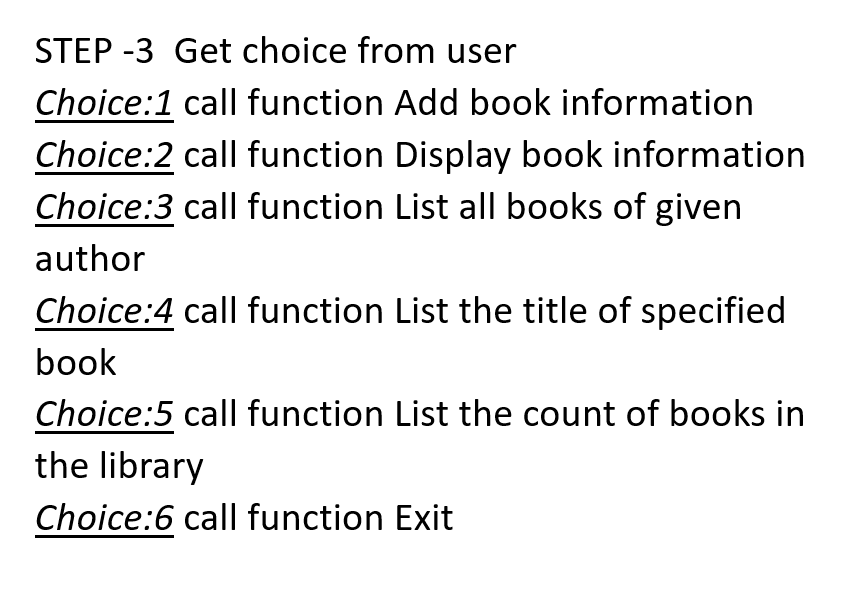 STEP -3  Get choice from user
Choice:1 call function Add book information
Choice:2 call function Display book information
Choice:3 call function List all books of given
author
Choice:4 call function List the title of specified
book
Choice:5 call function List the count of books in
the library
Choice:6 call function Exit